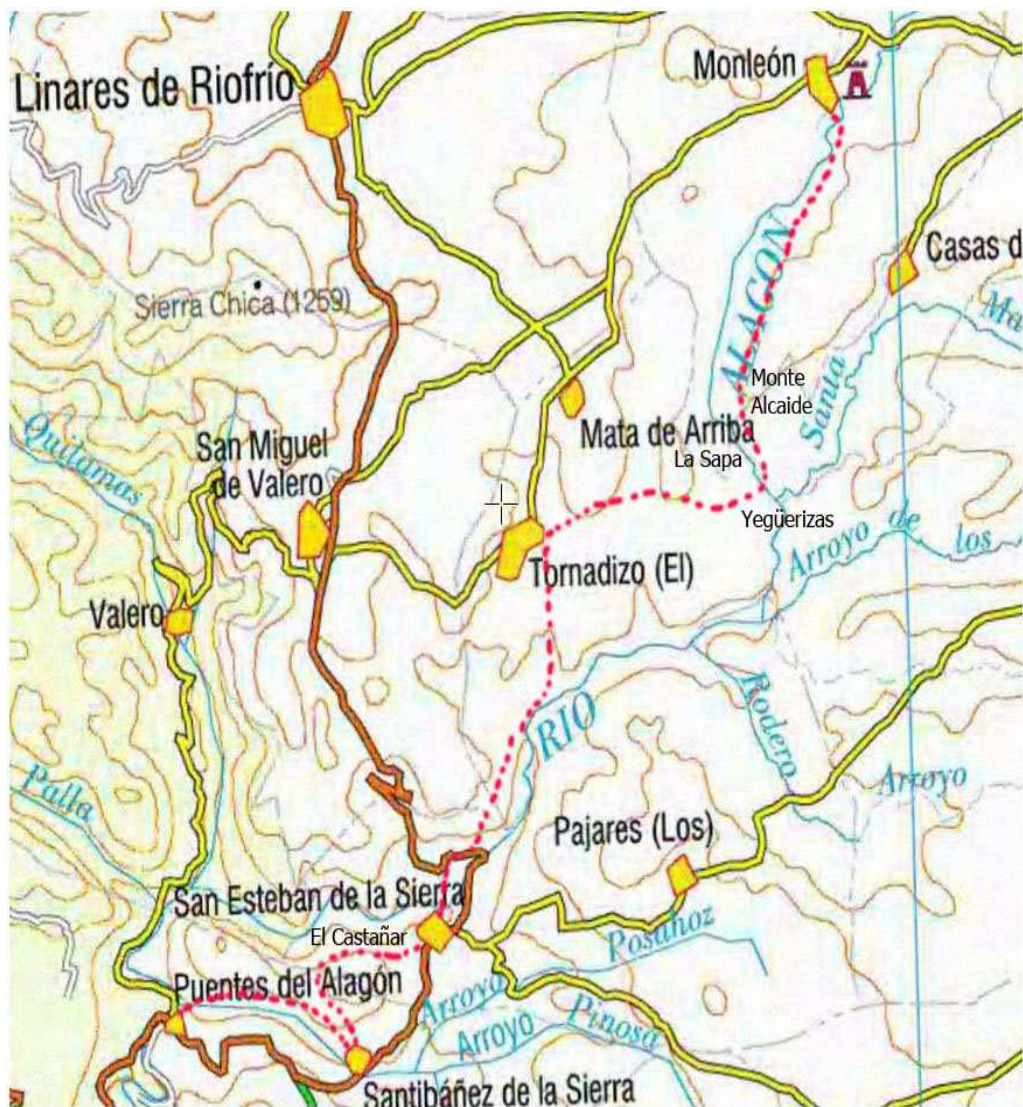 Linares de Riofrío
Monleón
Casas d
Sierra Chica (1259)
ALAGON
Ma
Monte
Alcaide
Santa
Mata de Arriba
La Sapa
Quilamas
San Miguel
de Valero
Yegüerizas
Arroyo de los
Tornadizo (El)
Valero
RIO
Rodero
Arroyo
Palla
Pajares (Los)
San Esteban de la Sierra
El Castañar
Posañoz
Puentes del Alagón
Arroyo
Arroyo
Pinosa
Santibáñez de la Sierra